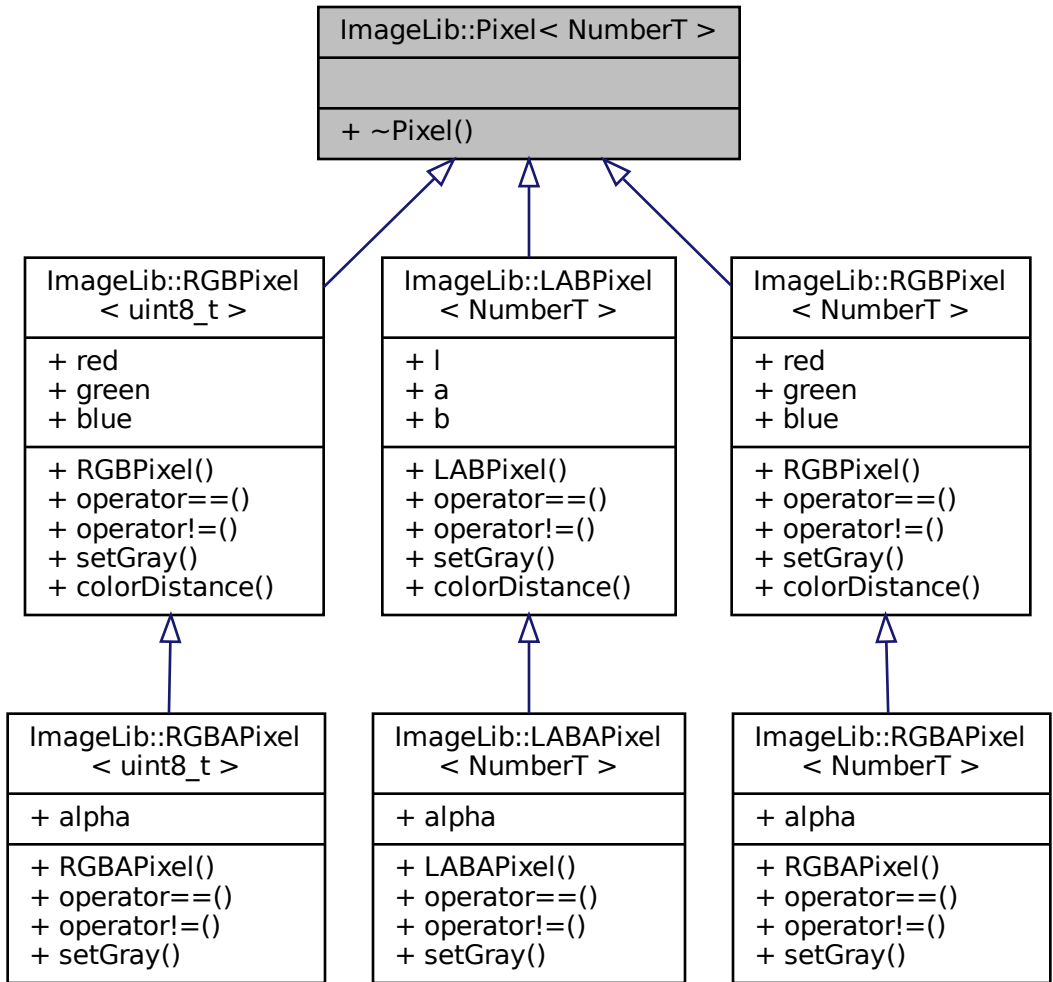 ImageLib::Pixel< NumberT >
+ ~Pixel()
ImageLib::RGBPixel
< uint8_t >
+ red
+ green
+ blue
+ RGBPixel()
+ operator==()
+ operator!=()
+ setGray()
+ colorDistance()
ImageLib::LABPixel
< NumberT >
+ l
+ a
+ b
+ LABPixel()
+ operator==()
+ operator!=()
+ setGray()
+ colorDistance()
ImageLib::RGBPixel
< NumberT >
+ red
+ green
+ blue
+ RGBPixel()
+ operator==()
+ operator!=()
+ setGray()
+ colorDistance()
ImageLib::RGBAPixel
< uint8_t >
+ alpha
+ RGBAPixel()
+ operator==()
+ operator!=()
+ setGray()
ImageLib::LABAPixel
< NumberT >
+ alpha
+ LABAPixel()
+ operator==()
+ operator!=()
+ setGray()
ImageLib::RGBAPixel
< NumberT >
+ alpha
+ RGBAPixel()
+ operator==()
+ operator!=()
+ setGray()